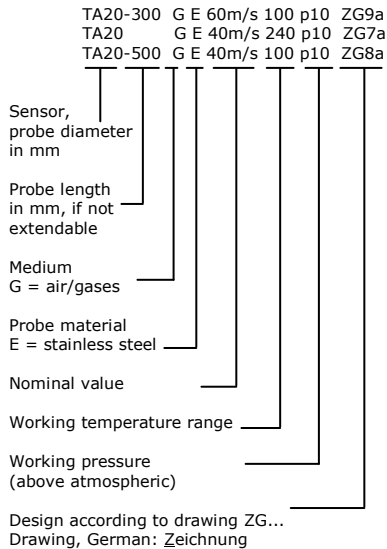 TA20-300 G E 60m/s 100 p10 ZG9a
TA20 G E 40m/s 240 p10 ZG7a
TA20-500 G E 40m/s 100 p10 ZG8a
Sensor,
probe diameter
in mm
Probe length
in mm, if not
extendable
Medium
G = air/gases
Probe material
E = stainless steel
Nominal value
Working temperature range
Working pressure
(above atmospheric)
Design according to drawing ZG...
Drawing, German: Zeichnung